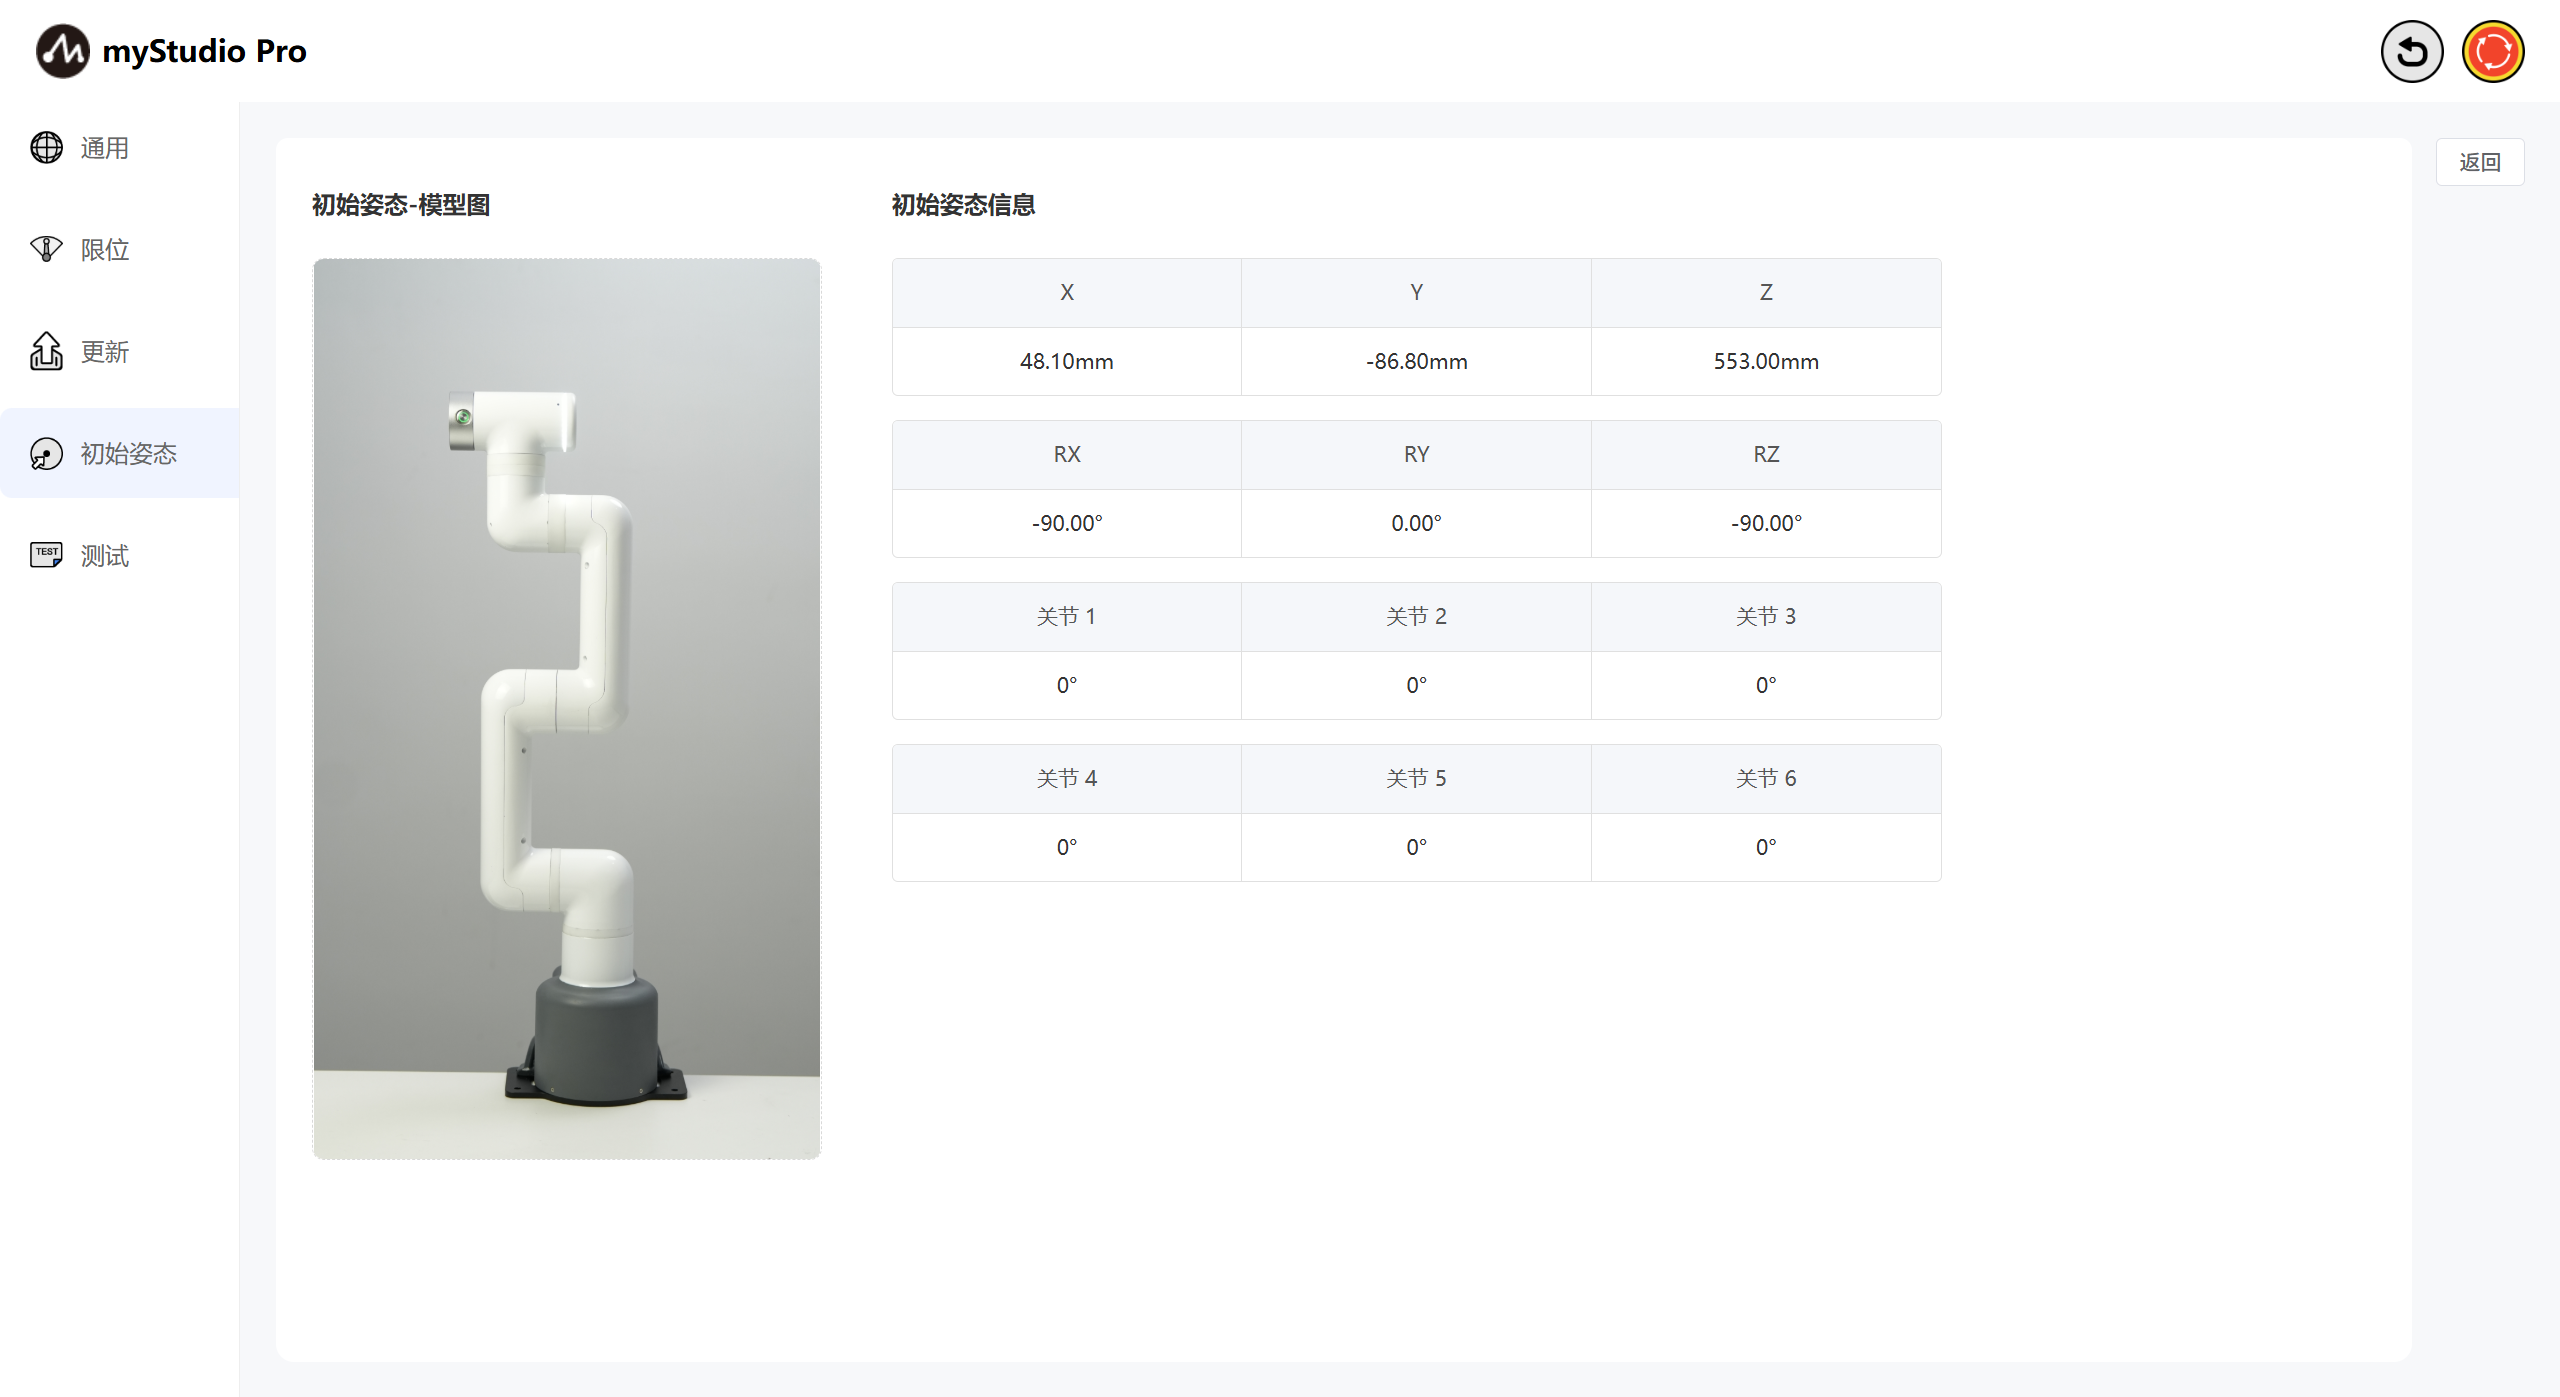 myStudio Pro
通用
限位
更新
初始姿态
TEST 测试
返回
初始姿态-模型图
初始姿态信息
X Y Z
48.10mm -86.80mm 553.00mm
RX RY RZ
-90.00° 0.00° -90.00°
关节 1 关节 2 关节 3
0° 0° 0°
关节 4 关节 5 关节 6
0° 0° 0°